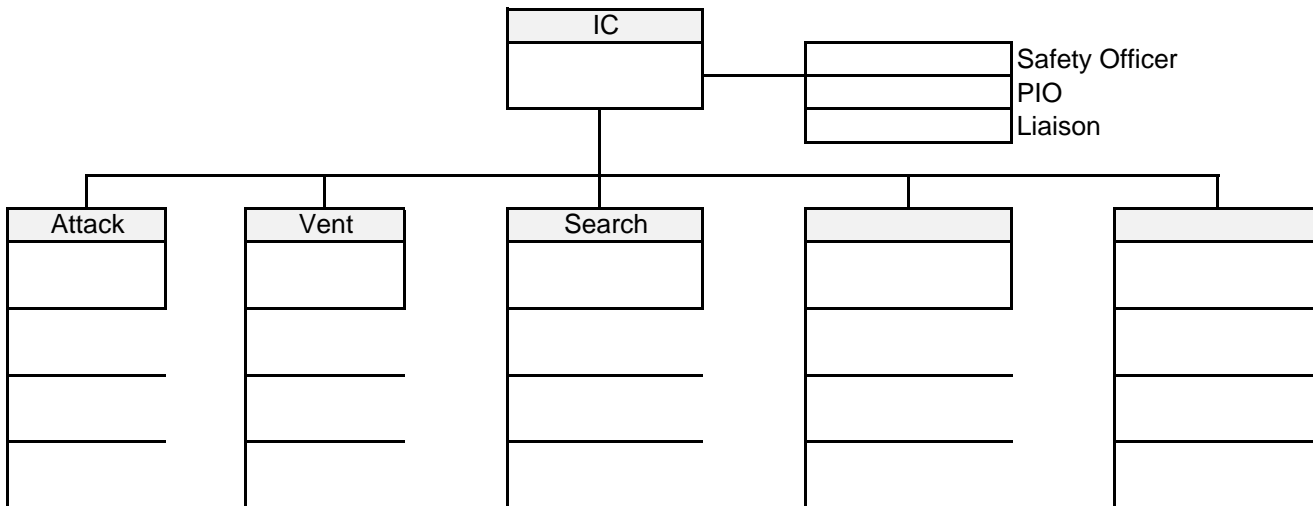 IC
Safety Officer
PIO
Liaison
Attack
Vent
Search